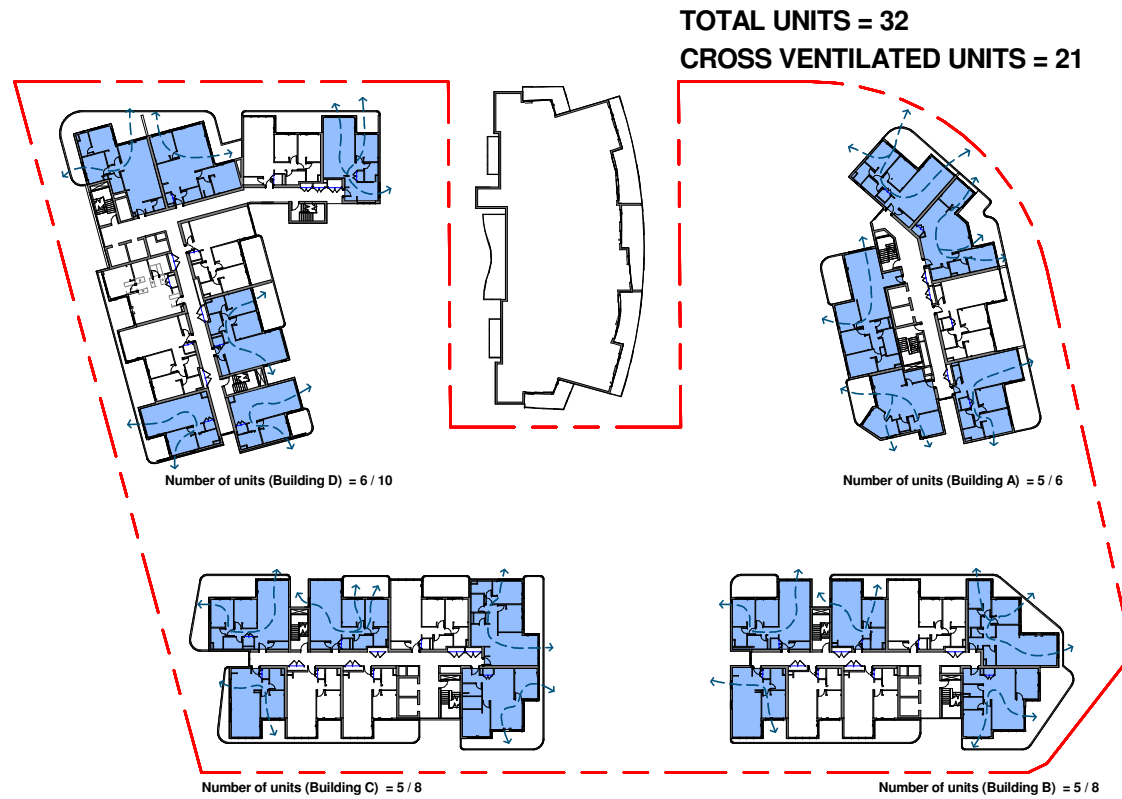 TOTAL UNITS = 32
CROSS VENTILATED UNITS = 21
Number of units (Building D) = 6 / 10
Number of units (Building A) = 5 / 6
Number of units (Building C) = 5 / 8
Number of units (Building B) = 5 / 8